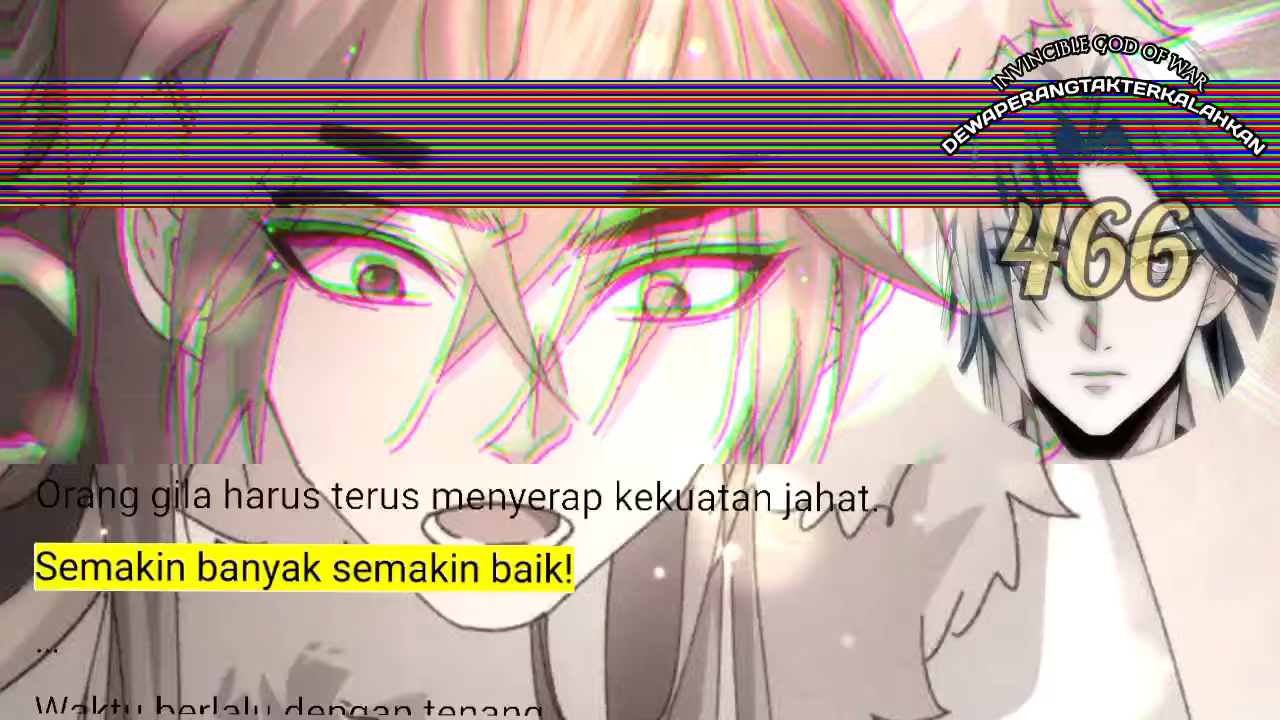 INVINCIBLE GOD OF WAR
DEWAPERANGTAKTERKALAHKAN
466
Orang gila harus terus menyerap kekuatan jahat.
Semakin banyak semakin baik!
...
Waktu berlalu dengan tenang